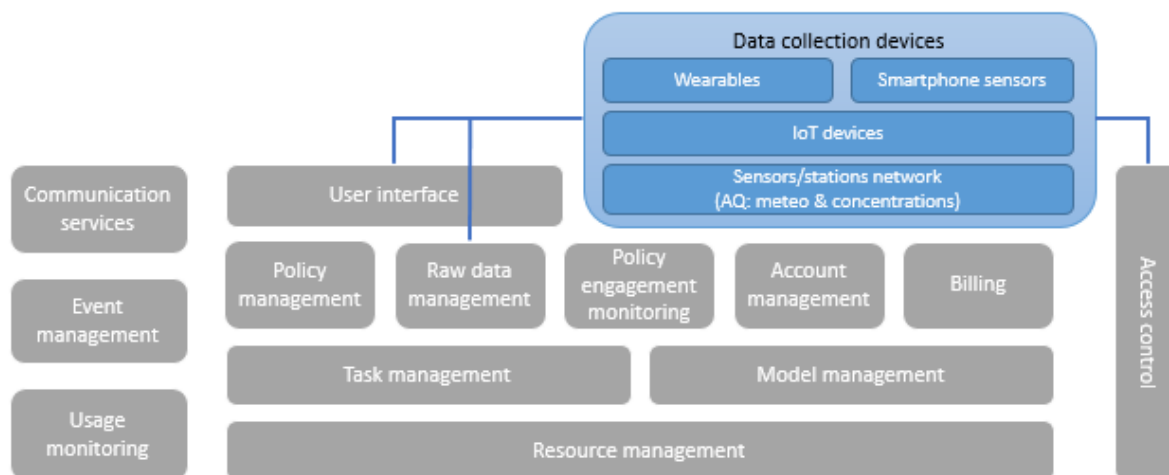 Data collection devices
Wearables
Smartphone sensors
IoT devices
Sensors/stations network
(AQ: meteo & concentrations)
Communication
services
User interface
Event
management
Policy
management
Raw data
management
Policy
engagement
monitoring
Account
management
Billing
Access control
Task management
Model management
Usage
monitoring
Resource management